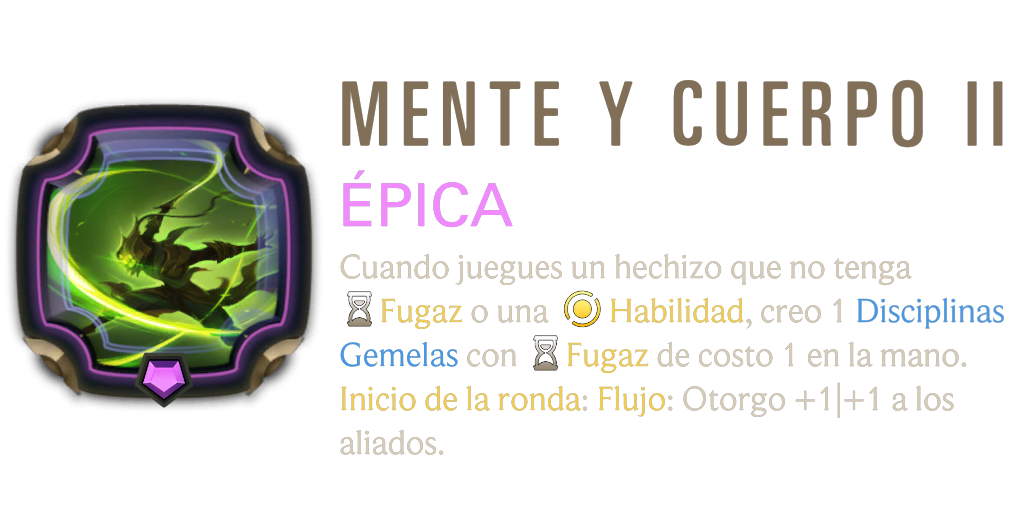 MENTE Y CUERPO II
ÉPICA
Cuando juegues un hechizo que no tenga
Fugaz o una Habilidad, creo 1 Disciplinas
Gemelas con Fugaz de costo 1 en la mano.
Inicio de la ronda: Flujo: Otorgo +1|+1 a los
aliados.